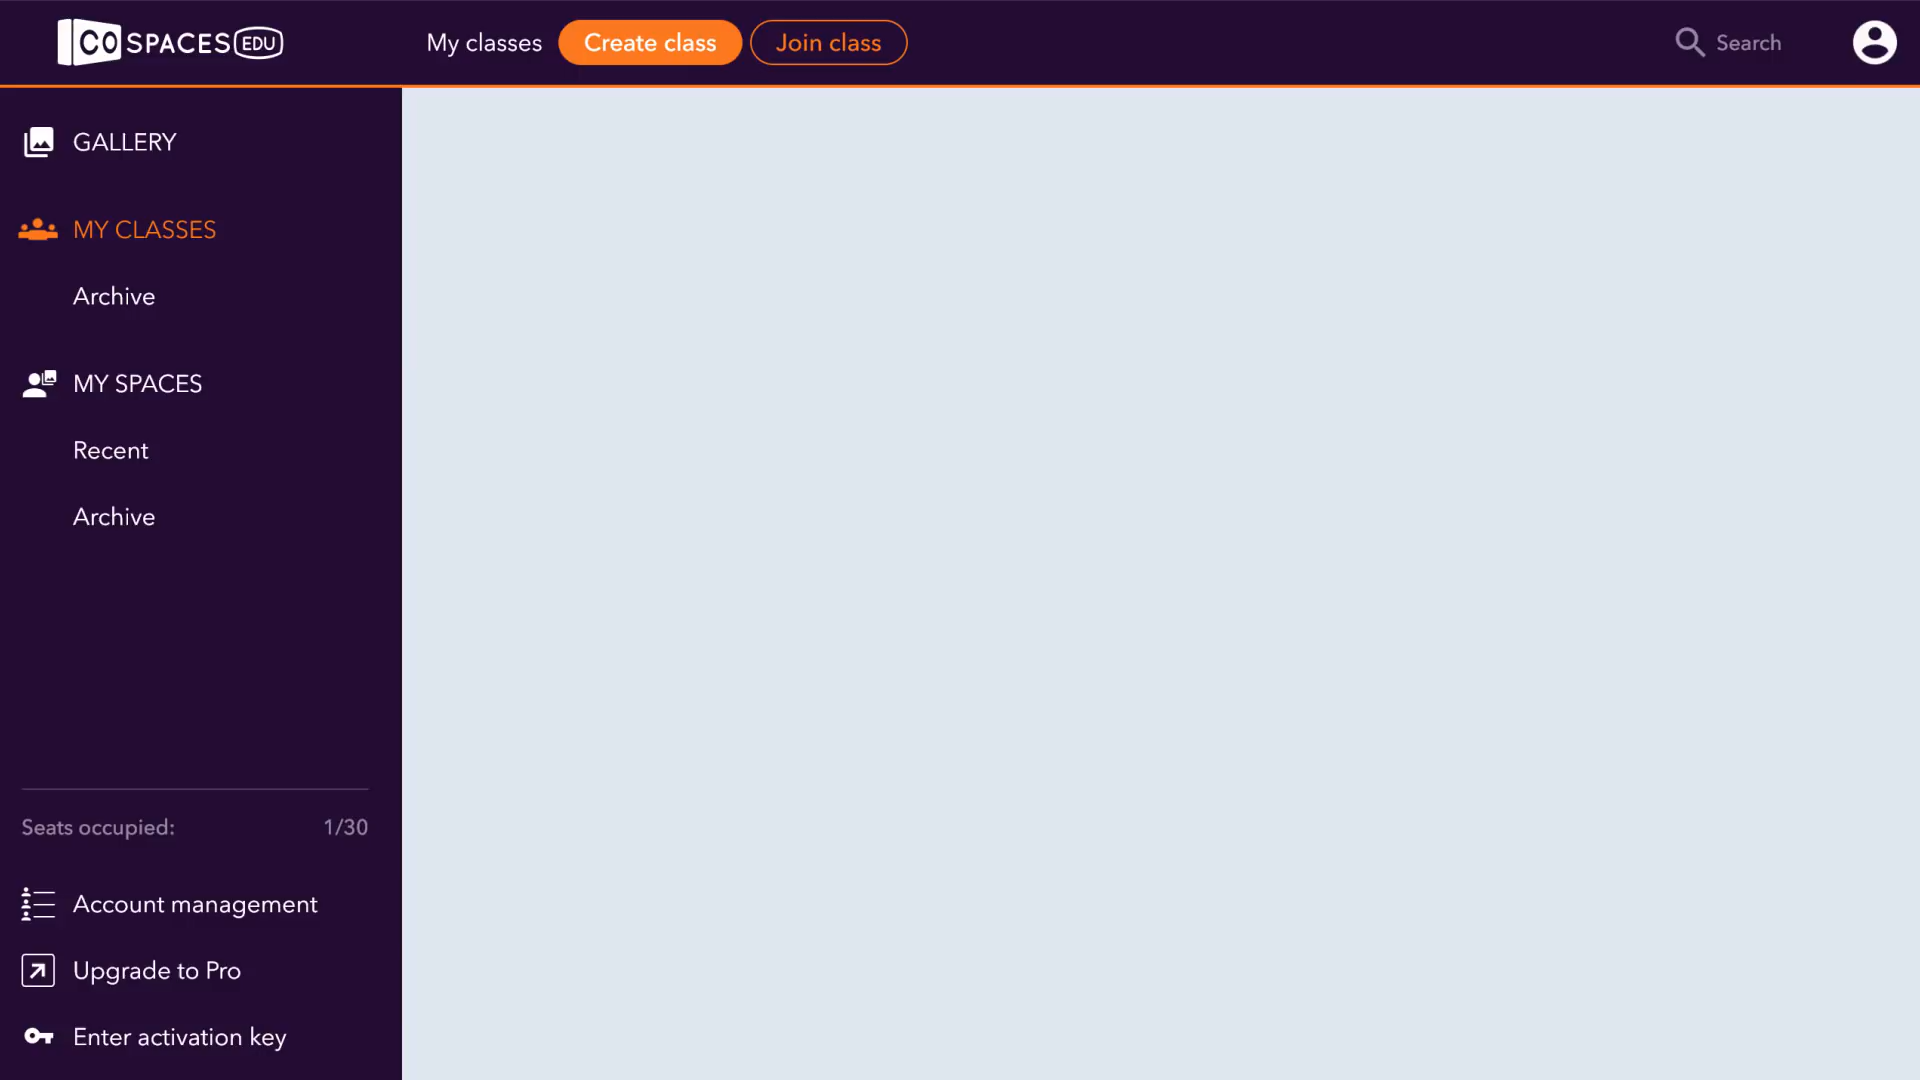 CO SPACES EDU
My classes
Create class
Join class
Search
GALLERY
MY CLASSES
Archive
MY SPACES
Recent
Archive
Seats occupied: 1/30
Account management
Upgrade to Pro
Enter activation key